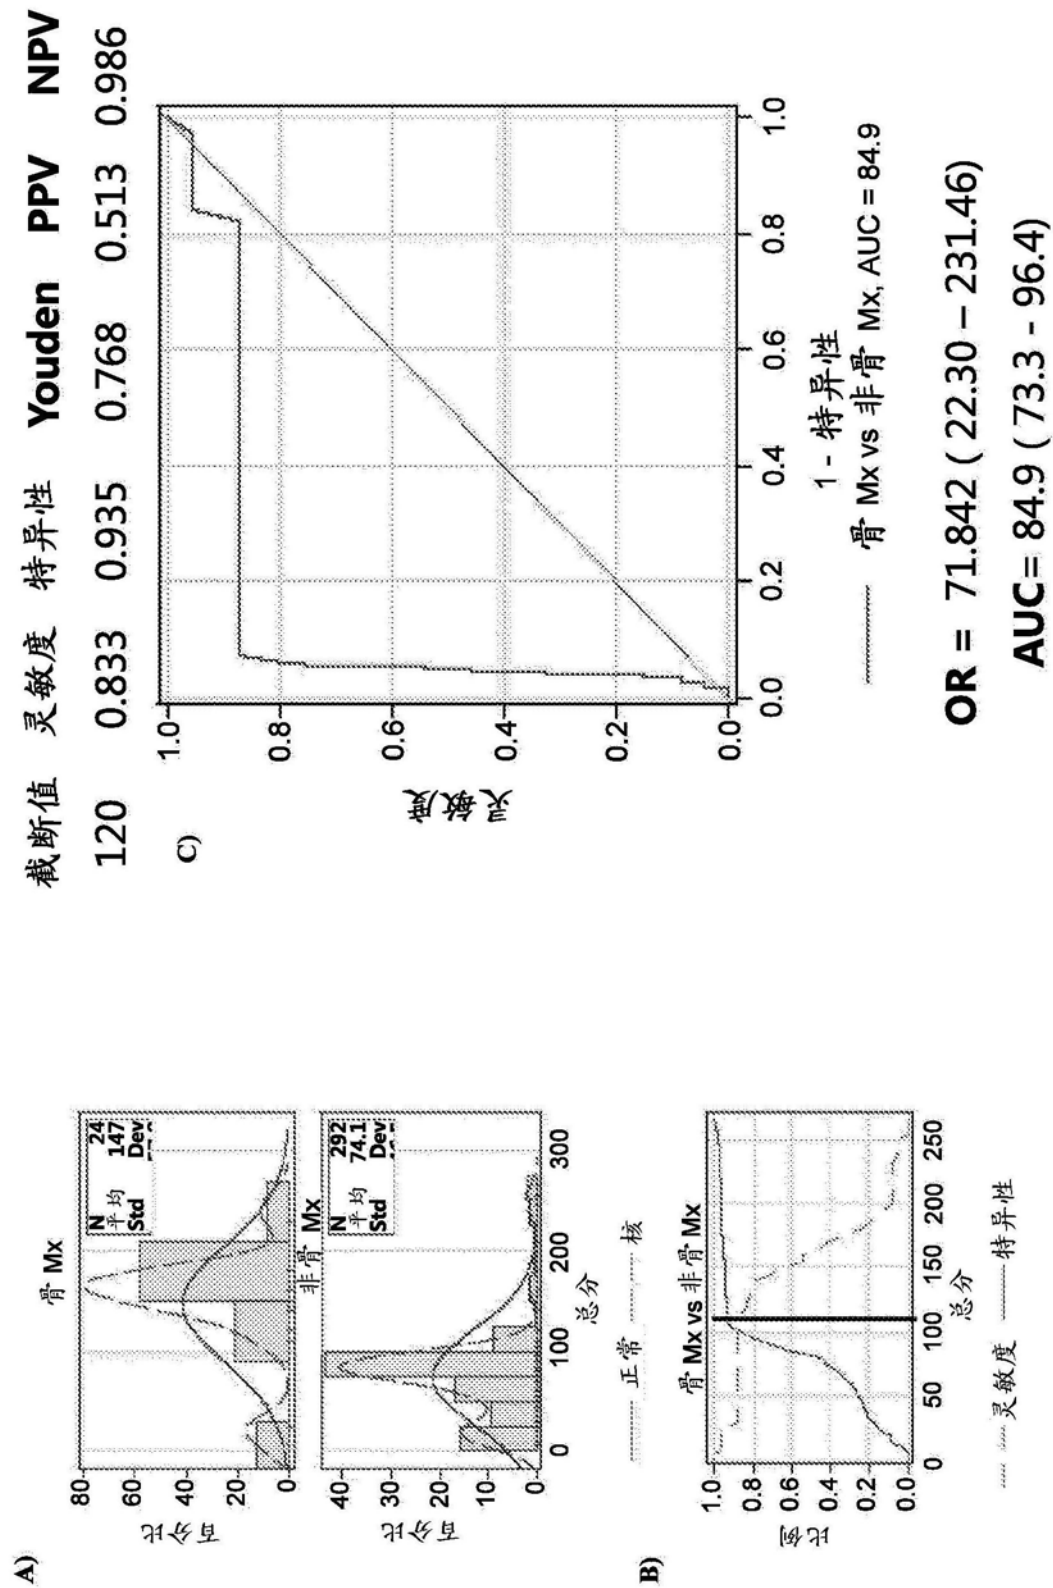 A)
骨 Mx
80
60
40
20
0
百分比
N 24
平均 147
Std Dev
非骨 Mx
40
30
20
10
0
百分比
N 292
平均 74.1
Std Dev
0 100 200 300
总分
正常 核
B)
骨 Mx vs 非骨 Mx
1.0
0.8
0.6
0.4
0.2
0.0
比例
0 50 100 150 200 250
总分
灵敏度 特异性
截断值 灵敏度 特异性 Youden PPV NPV
120 0.833 0.935 0.768 0.513 0.986
C)
1.0
0.8
0.6
0.4
0.2
0.0
灵敏度
0.0 0.2 0.4 0.6 0.8 1.0
1 - 特异性
骨 Mx vs 非骨 Mx, AUC = 84.9
OR = 71.842 ( 22.30 – 231.46)
AUC= 84.9 ( 73.3 - 96.4)